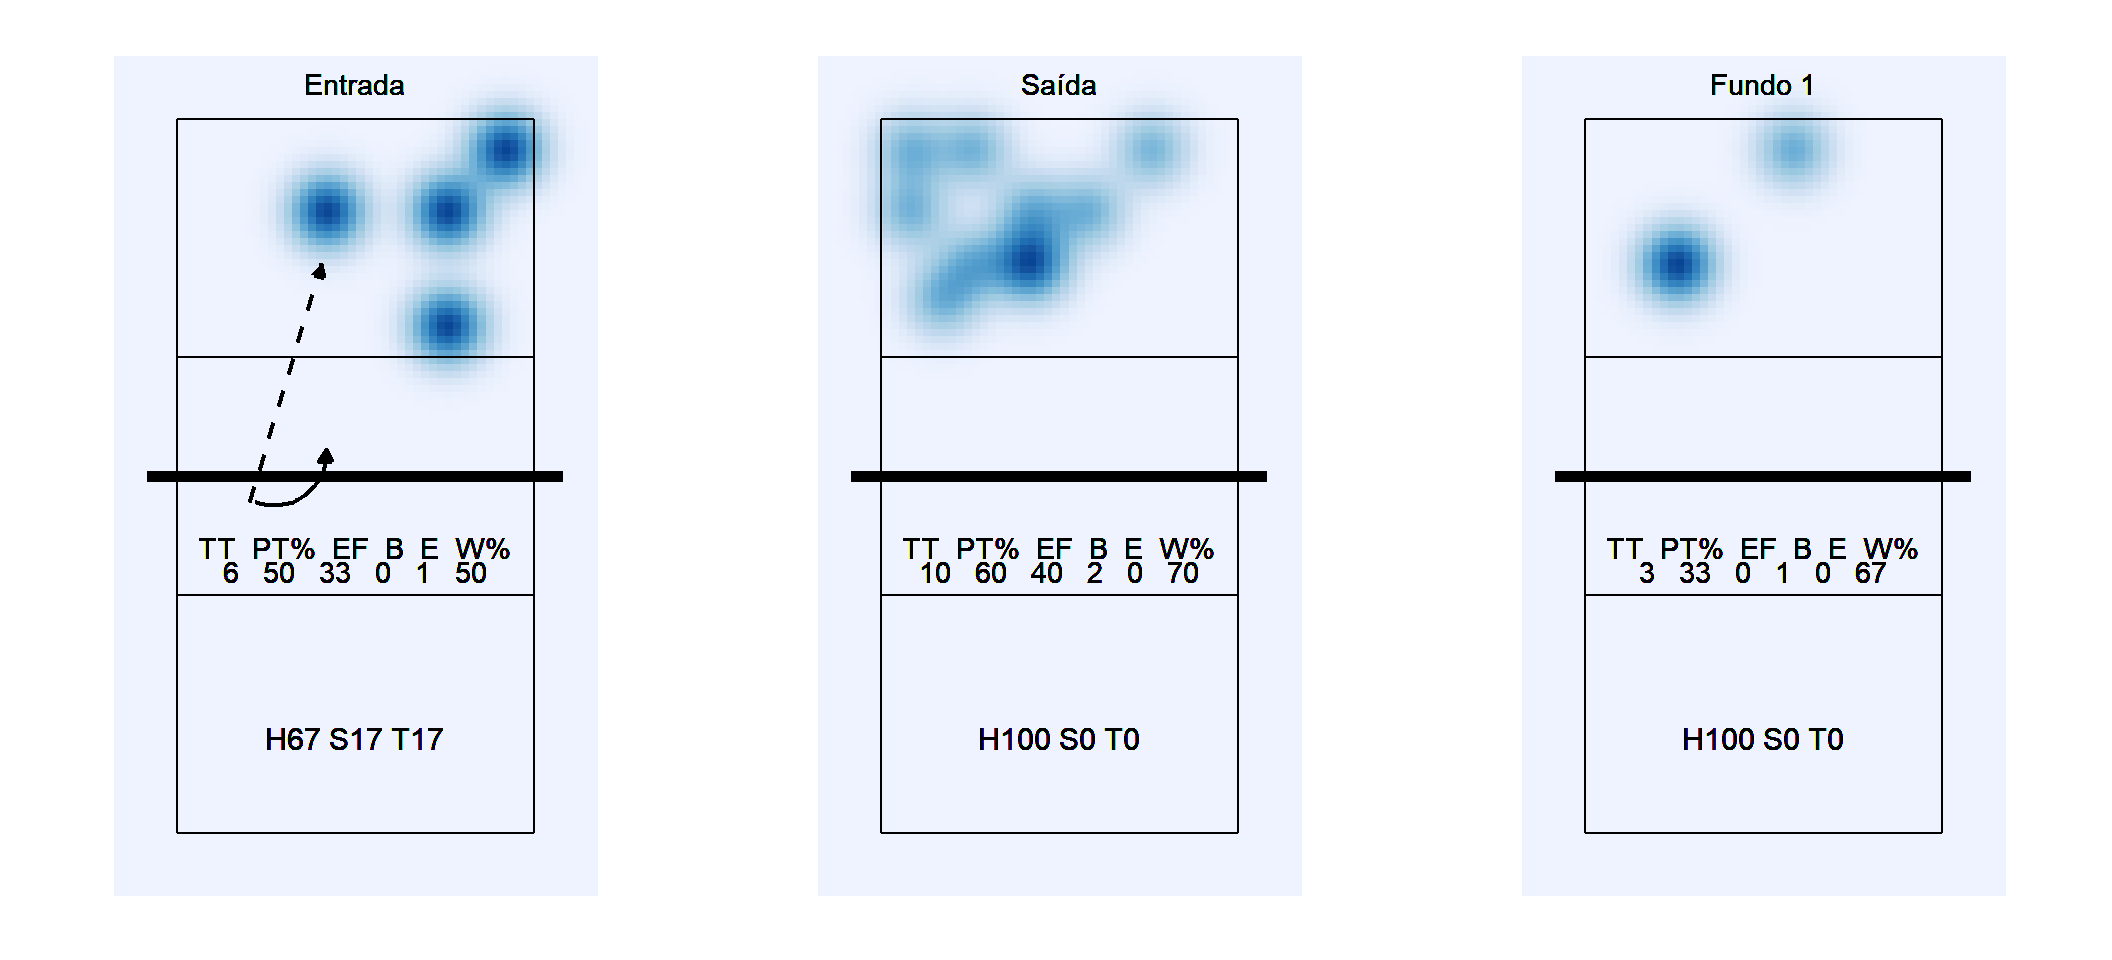 Entrada
TT PT% EF B E W%
6 50 33 0 1 50
H67 S17 T17
Saída
TT PT% EF B E W%
10 60 40 2 0 70
H100 S0 T0
Fundo 1
TT PT% EF B E W%
3 33 0 1 0 67
H100 S0 T0